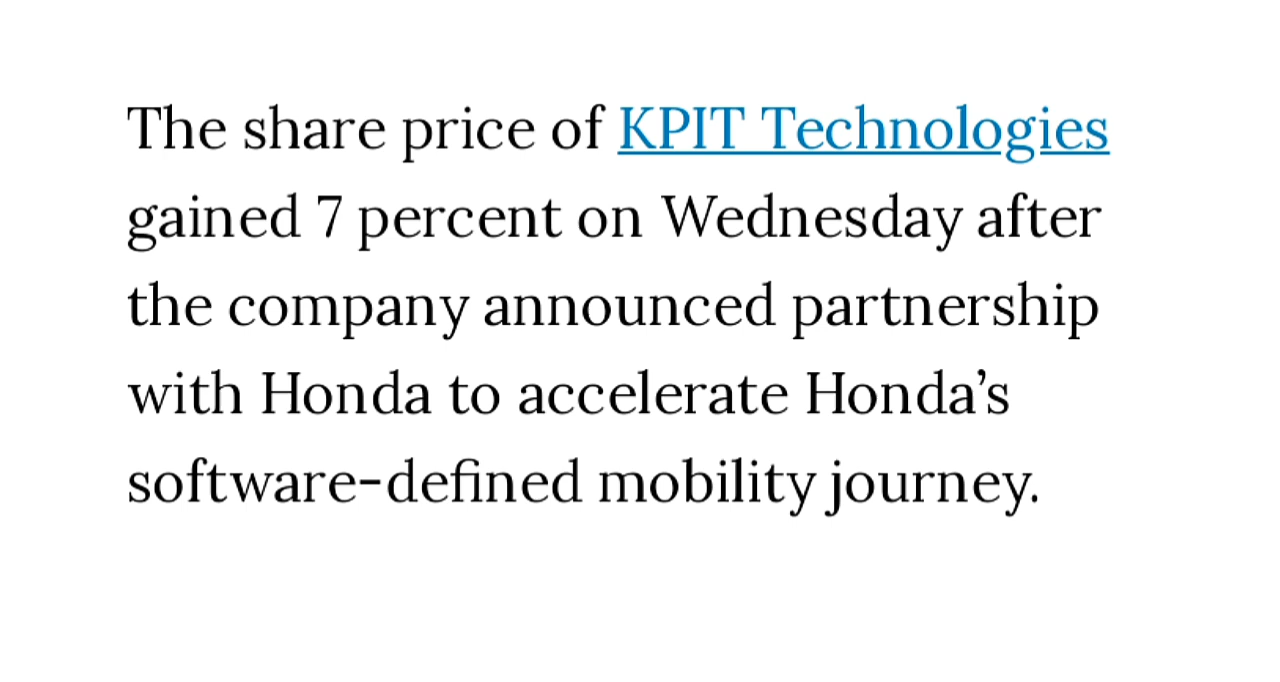 The share price of KPIT Technologies
gained 7 percent on Wednesday after
the company announced partnership
with Honda to accelerate Honda’s
software-defined mobility journey.